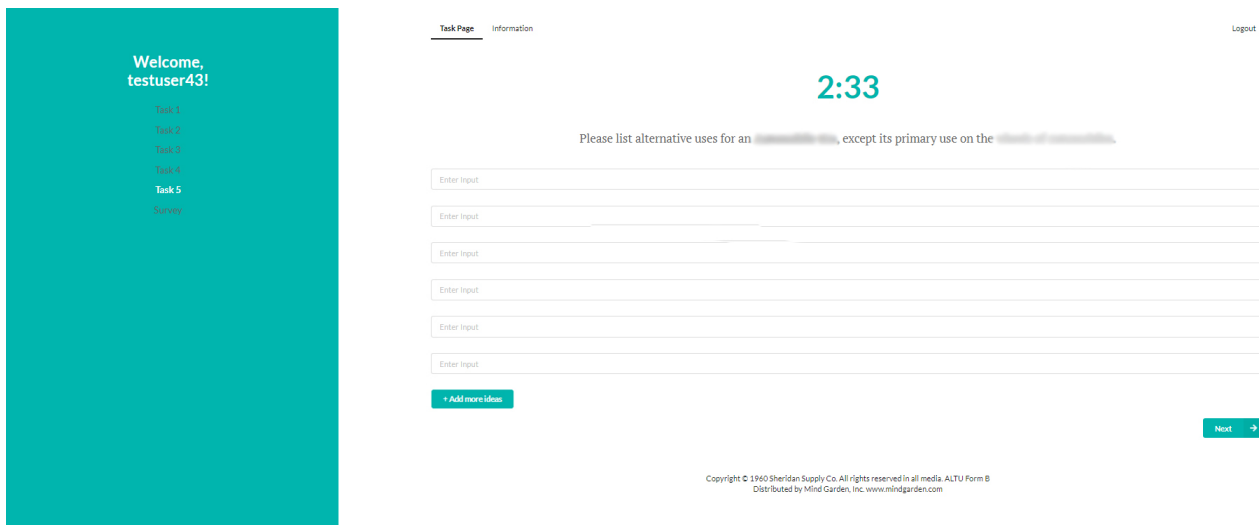 Welcome,
testuser43!
Task 1
Task 2
Task 3
Task 4
Task 5
Survey
Task Page Information Logout
2:33
Please list alternative uses for an , except its primary use on the .
Enter Input
Enter Input
Enter Input
Enter Input
Enter Input
Enter Input
+ Add more ideas
Next →
Copyright © 1960 Sheridan Supply Co. All rights reserved in all media. ALTU Form B
Distributed by Mind Garden, Inc. www.mindgarden.com